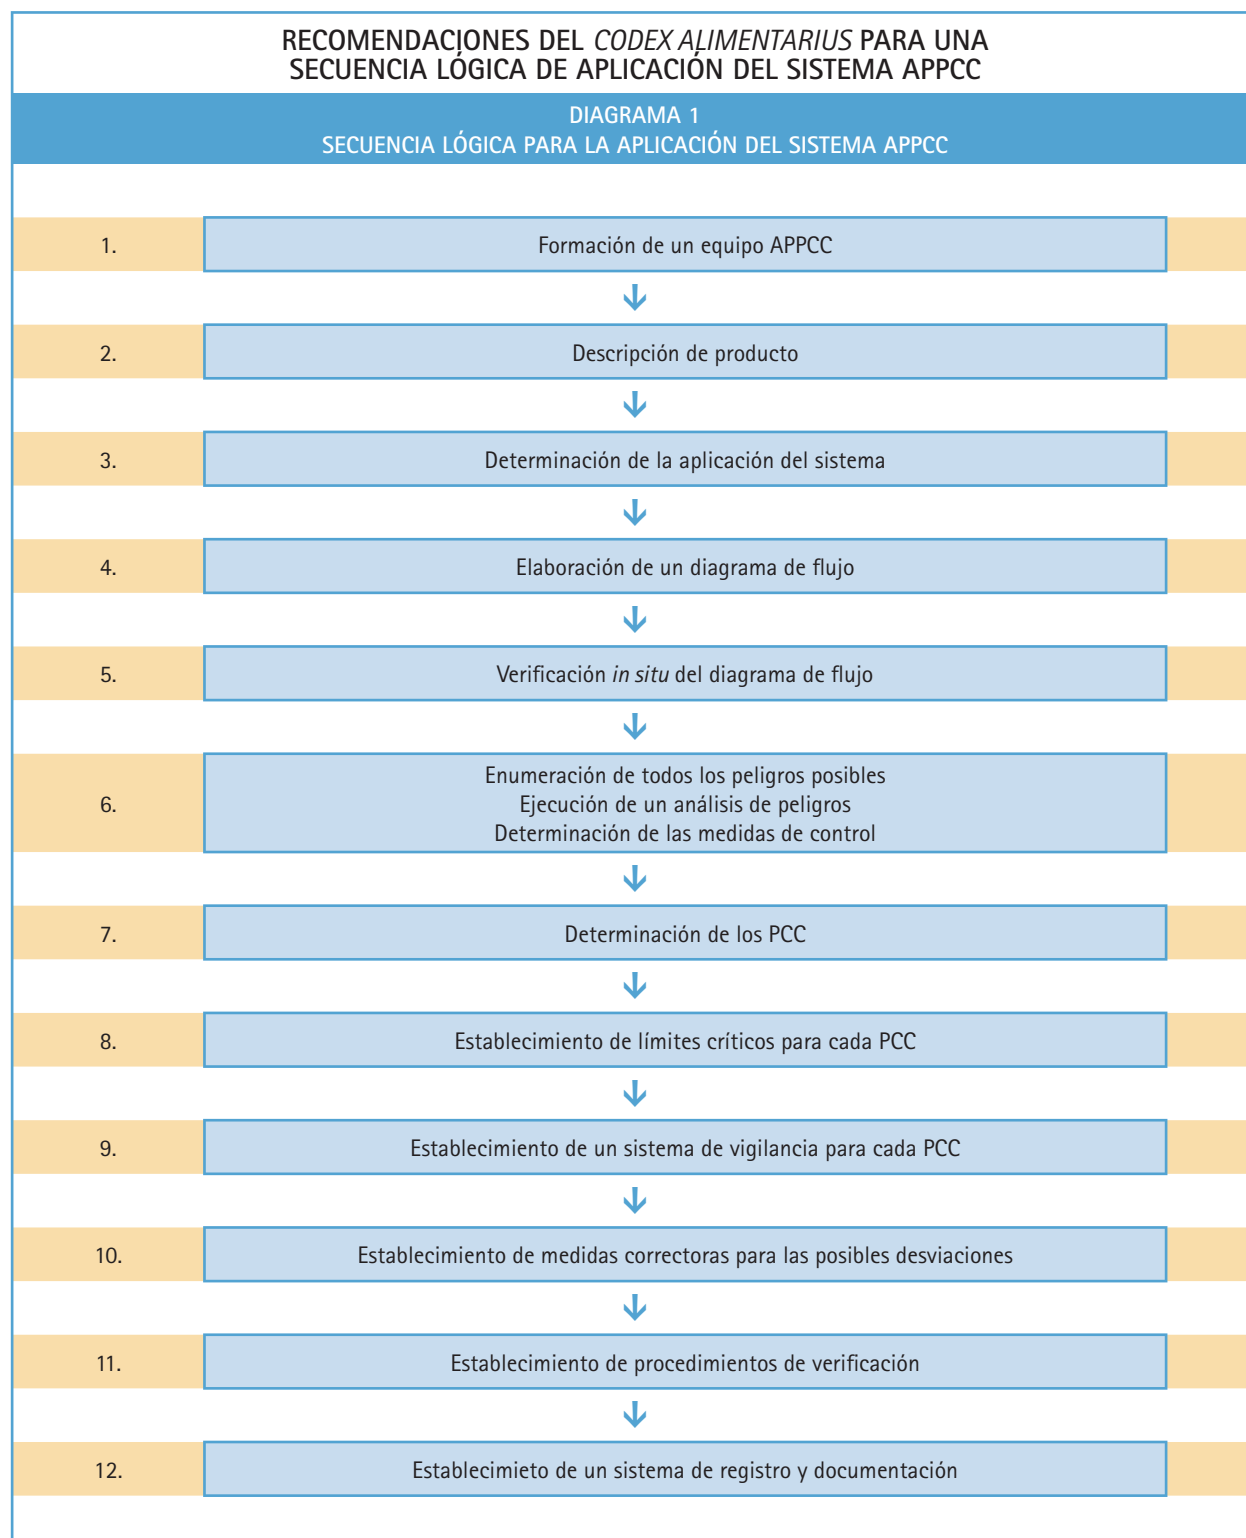 RECOMENDACIONES DEL CODEX ALIMENTARIUS PARA UNA
SECUENCIA LÓGICA DE APLICACIÓN DEL SISTEMA APPCC
DIAGRAMA 1
SECUENCIA LÓGICA PARA LA APLICACIÓN DEL SISTEMA APPCC
1. Formación de un equipo APPCC
2. Descripción de producto
3. Determinación de la aplicación del sistema
4. Elaboración de un diagrama de flujo
5. Verificación in situ del diagrama de flujo
Enumeración de todos los peligros posibles
6. Ejecución de un análisis de peligros
Determinación de las medidas de control
7. Determinación de los PCC
8. Establecimiento de límites críticos para cada PCC
9. Establecimiento de un sistema de vigilancia para cada PCC
10. Establecimiento de medidas correctoras para las posibles desviaciones
11. Establecimiento de procedimientos de verificación
12. Establecimieto de un sistema de registro y documentación